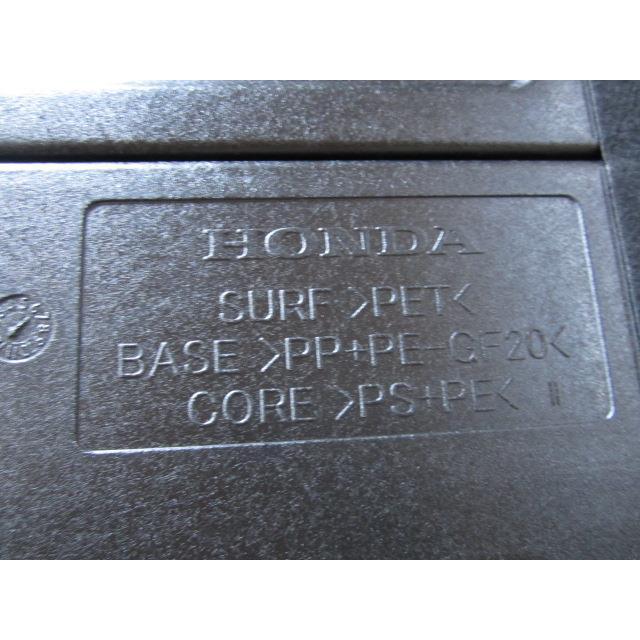 HONDA
SURF >PET<
BASE >PP+PE-GF20<
CORE >PS+PE< II